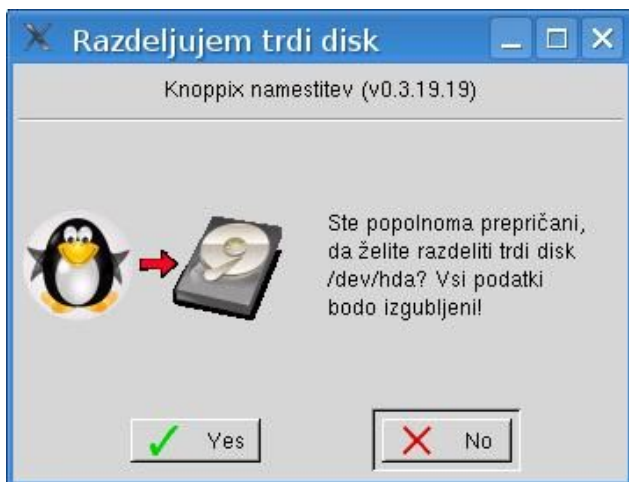 Razdeljujem trdi disk
Knoppix namestitev (v0.3.19.19)
Ste popolnoma prepričani,
da želite razdeliti trdi disk
/dev/hda? Vsi podatki
bodo izgubljeni!
Yes
No